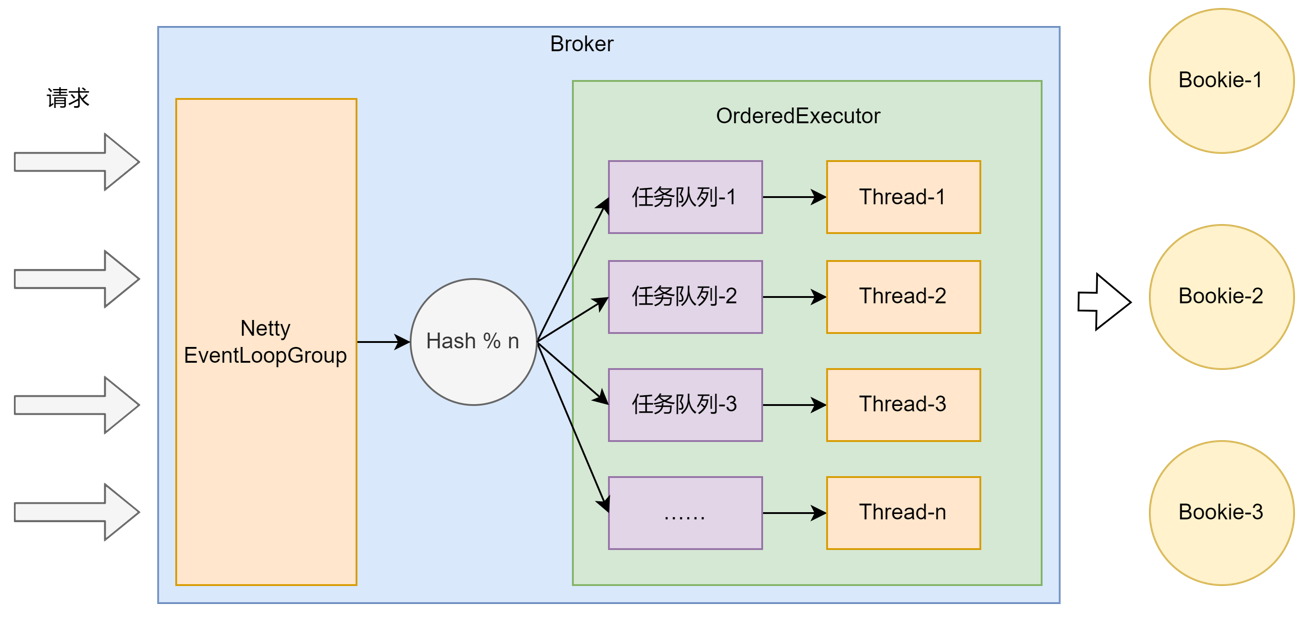 请求
Broker
Netty
EventLoopGroup
Hash % n
OrderedExecutor
任务队列-1
Thread-1
任务队列-2
Thread-2
任务队列-3
Thread-3
……
Thread-n
Bookie-1
Bookie-2
Bookie-3